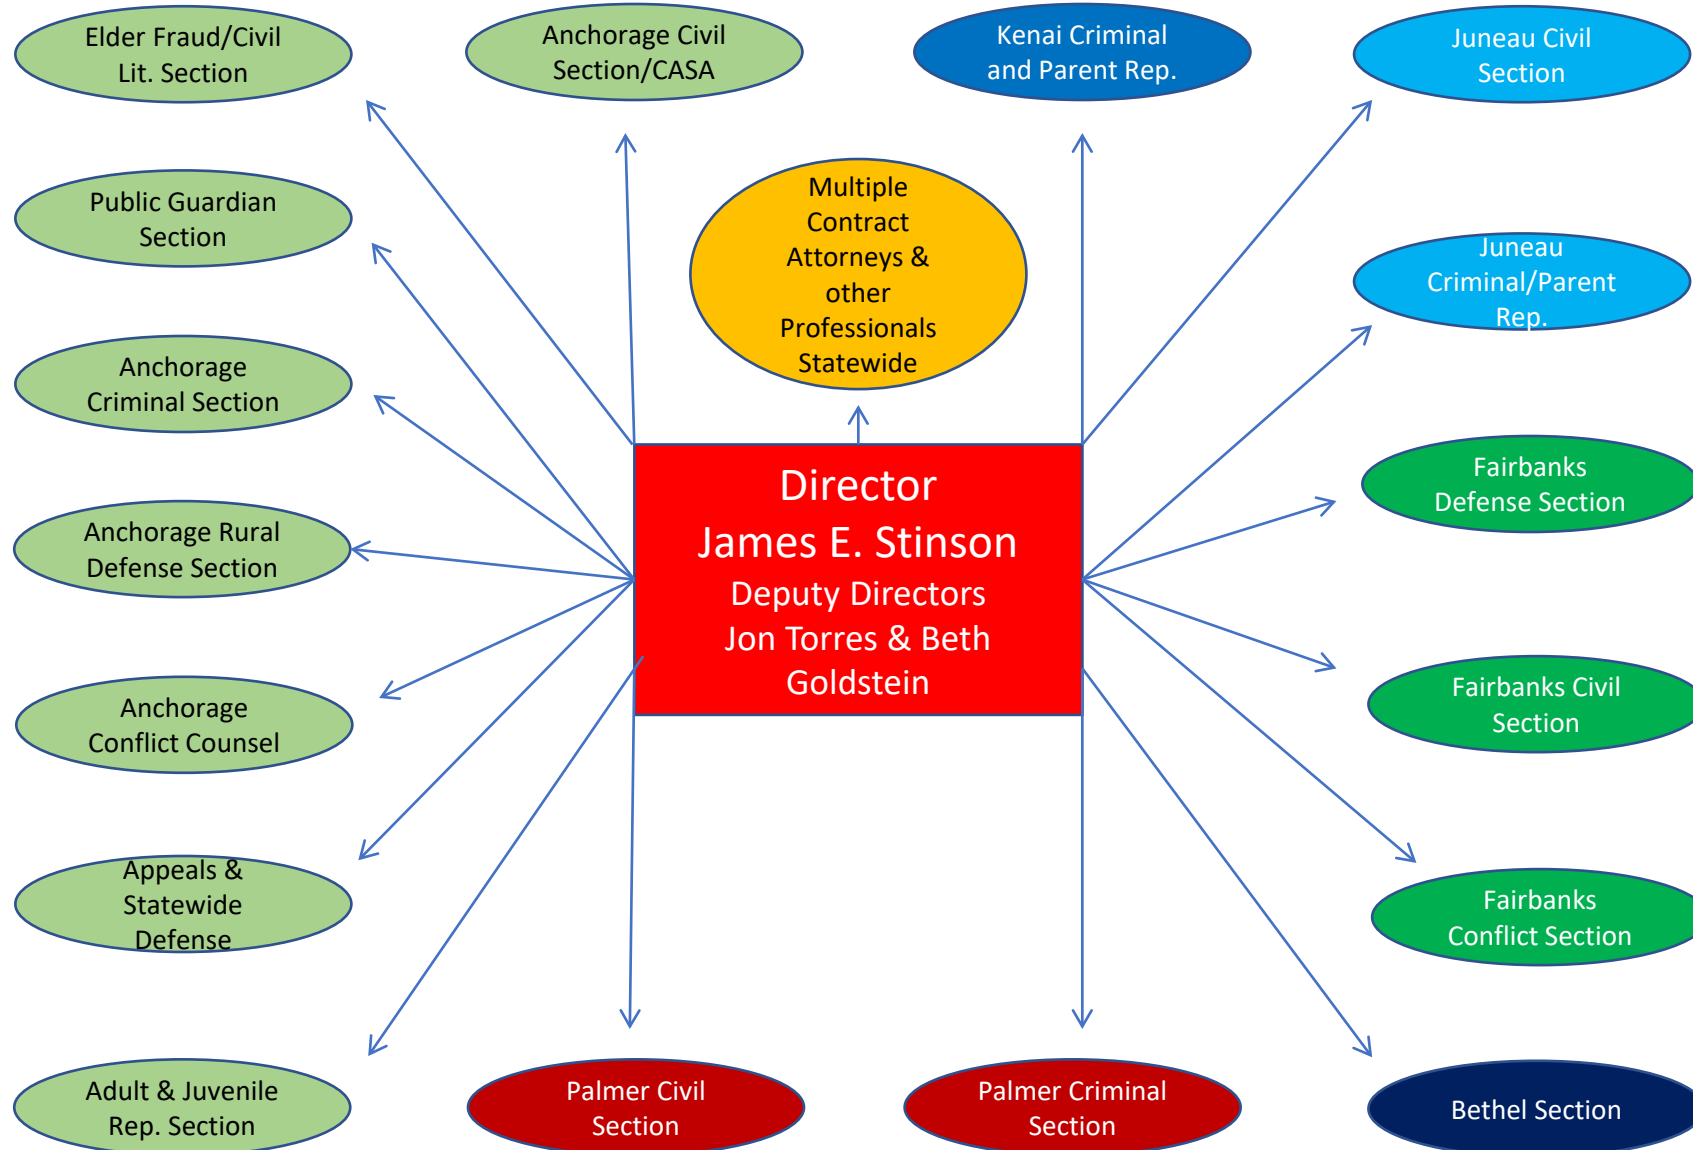 Elder Fraud/Civil
Lit. Section
Anchorage Civil
Section/CASA
Kenai Criminal
and Parent Rep.
Juneau Civil
Section
Public Guardian
Section
Multiple
Contract
Attorneys &
other
Professionals
Statewide
Juneau
Criminal/Parent
Rep.
Anchorage
Criminal Section
Director
James E. Stinson
Deputy Directors
Jon Torres & Beth
Goldstein
Fairbanks
Defense Section
Anchorage Rural
Defense Section
Fairbanks Civil
Section
Anchorage
Conflict Counsel
Appeals &
Statewide
Defense
Fairbanks
Conflict Section
Adult & Juvenile
Rep. Section
Palmer Civil
Section
Palmer Criminal
Section
Bethel Section